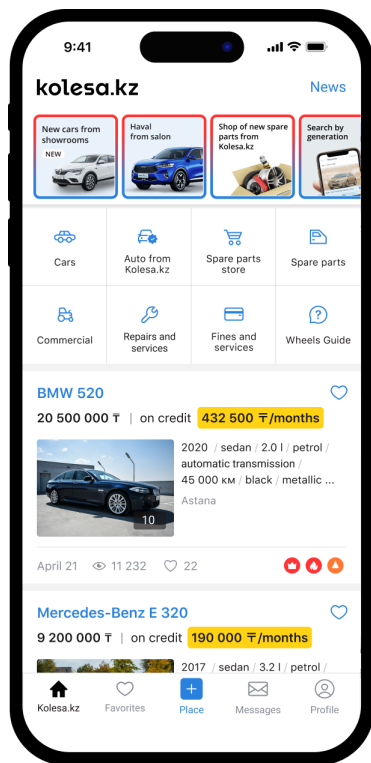 9:41
kolesa.kz
News
New cars from
showrooms
NEW
Haval
from salon
Shop of new spare
parts from
Kolesa.kz
Search by
generation
Cars
Auto from
Kolesa.kz
Spare parts
store
Spare parts
Commercial
Repairs and
services
Fines and
services
Wheels Guide
BMW 520
20 500 000 ₸ | on credit 432 500 ₸/months
2020 / sedan / 2.0 l / petrol /
automatic transmission /
45 000 км / black / metallic ...
Astana
10
April 21 11 232 22
Mercedes-Benz E 320
9 200 000 ₸ | on credit 190 000 ₸/months
2017 / sedan / 3.2 l / petrol /
Kolesa.kz
Favorites
Place
Messages
Profile